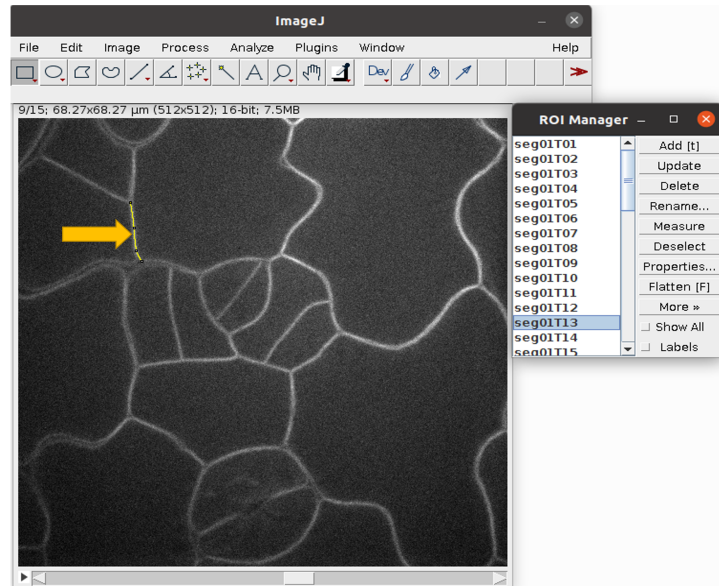 ImageJ
File Edit Image Process Analyze Plugins Window Help
Dev
9/15; 68.27x68.27 µm (512x512); 16-bit; 7.5MB
ROI Manager
seg01T01
seg01T02
seg01T03
seg01T04
seg01T05
seg01T06
seg01T07
seg01T08
seg01T09
seg01T10
seg01T11
seg01T12
seg01T13
seg01T14
seg01T15
Add [t]
Update
Delete
Rename...
Measure
Deselect
Properties...
Flatten [F]
More »
Show All
Labels